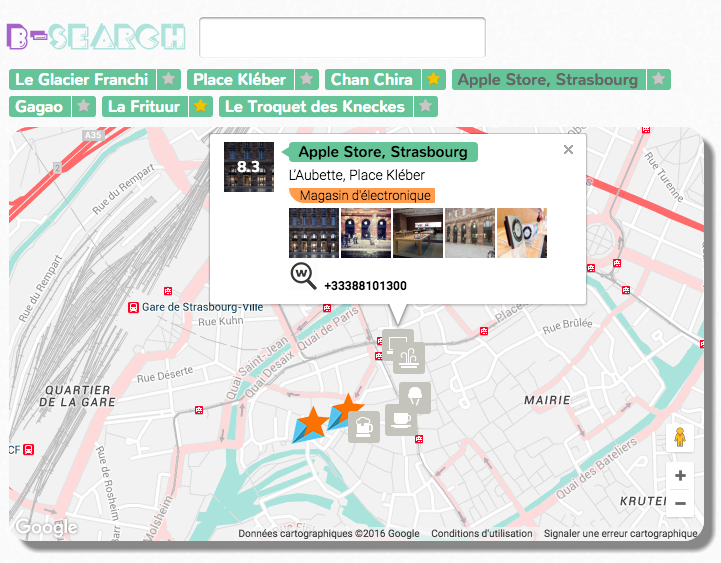 B-SEARCH
Le Glacier Franchi Place Kléber Chan Chira Apple Store, Strasbourg
Gagao La Frituur Le Troquet des Kneckes
A35
8.3
Apple Store, Strasbourg
L'Aubette, Place Kléber
Magasin d'électronique
W
+33388101300
Rue du Rempart
Rue Turenne
2
Rue du Rempart
Gare de Strasbourg-Ville
Rue Kuhn
Quai de Paris
Places
Rue Brûlée
Quai Saint-Jean
Quai Desaix
Rue Déserte
QUARTIER
DE LA GARE
MAIRIE
CF
Rue de Rosheim
Rue Bar
Molsheim
Quai des Bateliers
KRUTE
+
−
Google
Données cartographiques ©2016 Google Conditions d'utilisation Signaler une erreur cartographique